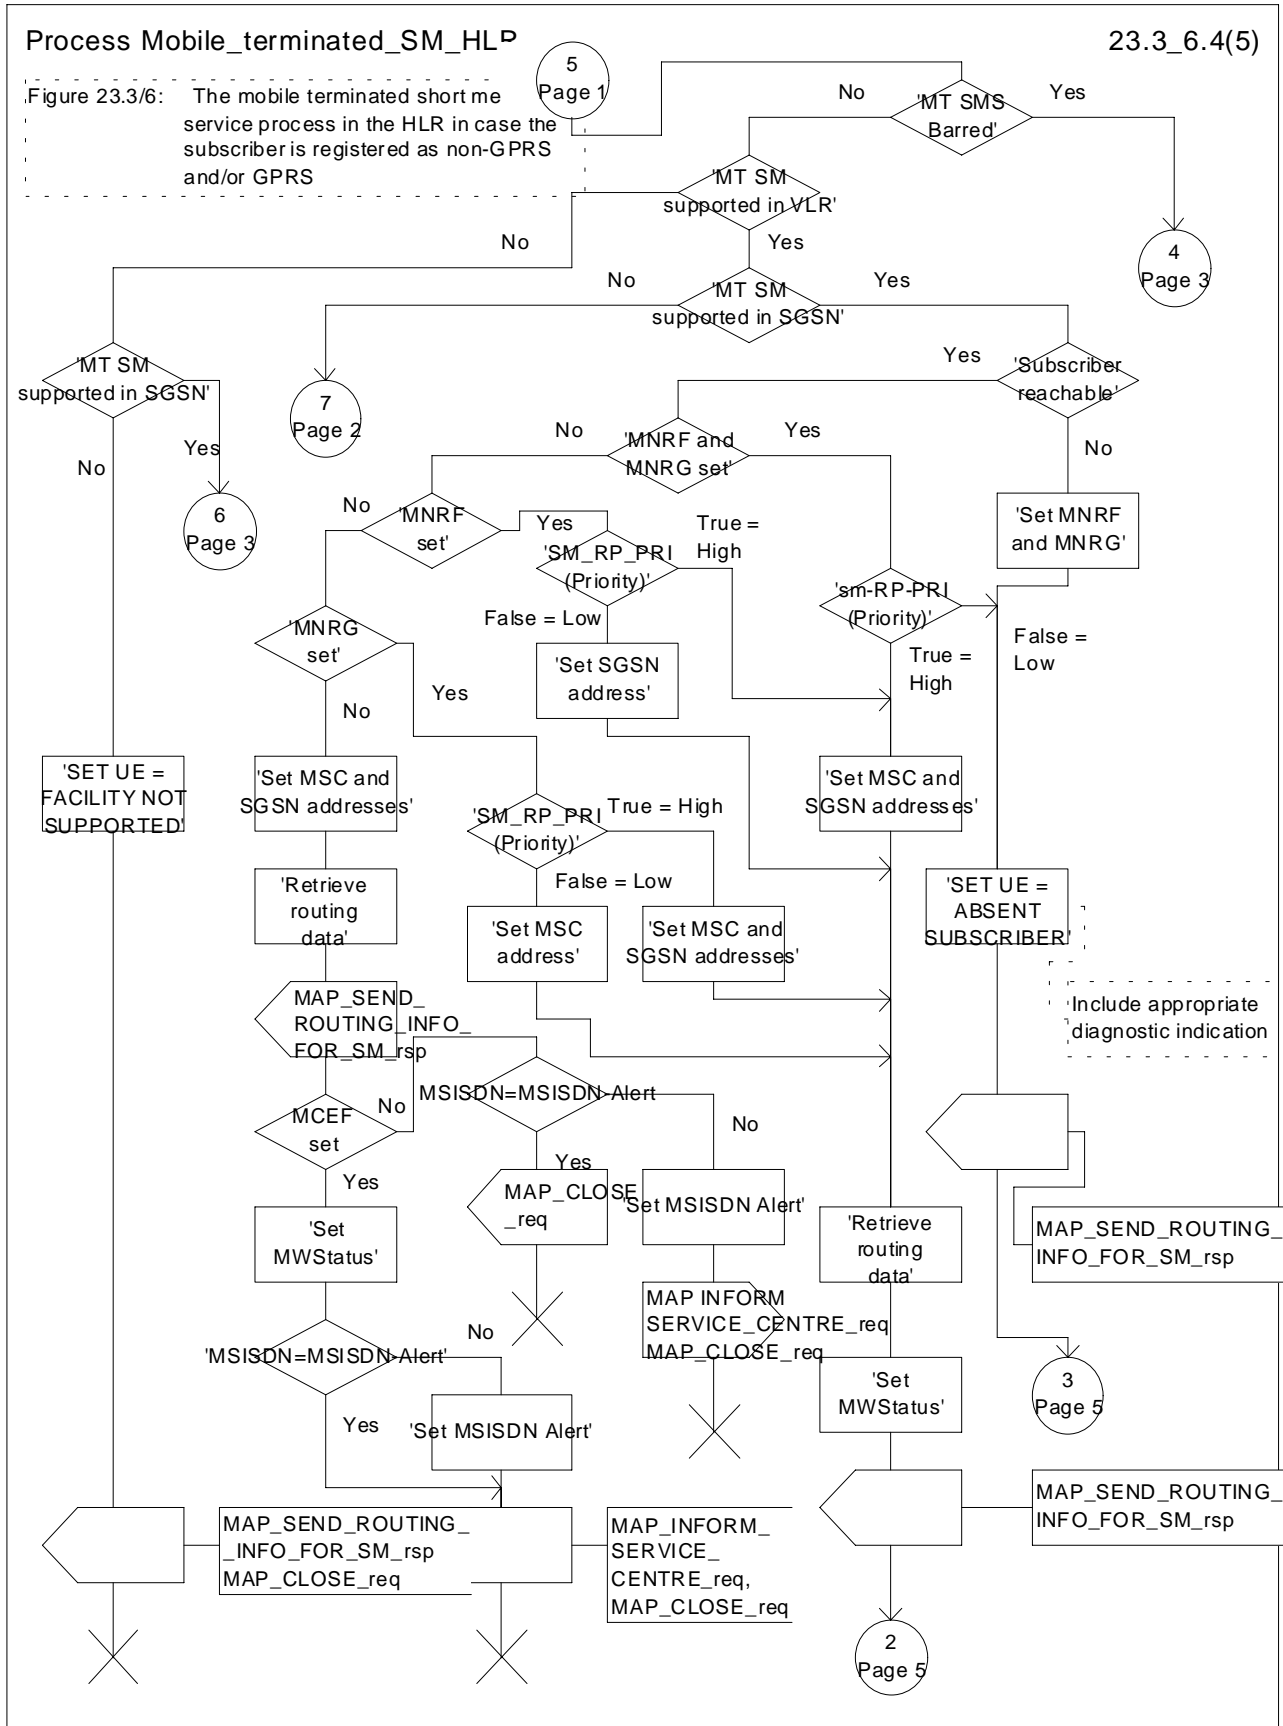 Process Mobile_terminated_SM_HLR
23.3_6.4(5)
Figure 23.3/6: The mobile terminated short me
service process in the HLR in case the
subscriber is registered as non-GPRS
and/or GPRS
5
Page 1
No
'MT SMS
Barred'
Yes
'MT SM
supported in VLR'
No
Yes
4
Page 3
No
'MT SM
supported in SGSN'
Yes
'MT SM
supported in SGSN'
Yes
'Subscriber
reachable'
7
Page 2
No
Yes
No
'MNRF and
MNRG set'
Yes
No
6
Page 3
No
'MNRF
set'
Yes
True =
High
'Set MNRF
and MNRG'
'SM_RP_PRI
(Priority)'
'sm-RP-PRI
(Priority)'
False = Low
False =
Low
'MNRG
set'
'Set SGSN
address'
True =
High
Yes
No
'SET UE =
FACILITY NOT
SUPPORTED'
'Set MSC and
SGSN addresses'
'SM_RP_PRI
(Priority)'
True = High
'Set MSC and
SGSN addresses'
False = Low
'Retrieve
routing
data'
'Set MSC
address'
'Set MSC and
SGSN addresses'
'SET UE =
ABSENT
SUBSCRIBER'
Include appropriate
diagnostic indication
MAP_SEND_
ROUTING_INFO_
FOR_SM_rsp
MSISDN=MSISDN-Alert
MCEF
set
No
No
Yes
Yes
MAP_CLOSE
_req
'Set MSISDN Alert'
'Set
MWStatus'
'Retrieve
routing
data'
MAP_SEND_ROUTING_
INFO_FOR_SM_rsp
MAP INFORM
SERVICE_CENTRE_req
MAP_CLOSE_req
No
'MSISDN=MSISDN-Alert'
'Set
MWStatus'
3
Page 5
Yes
'Set MSISDN Alert'
MAP_SEND_ROUTING_
INFO_FOR_SM_rsp
MAP_SEND_ROUTING_
_INFO_FOR_SM_rsp
MAP_CLOSE_req
MAP_INFORM_
SERVICE_
CENTRE_req,
MAP_CLOSE_req
2
Page 5